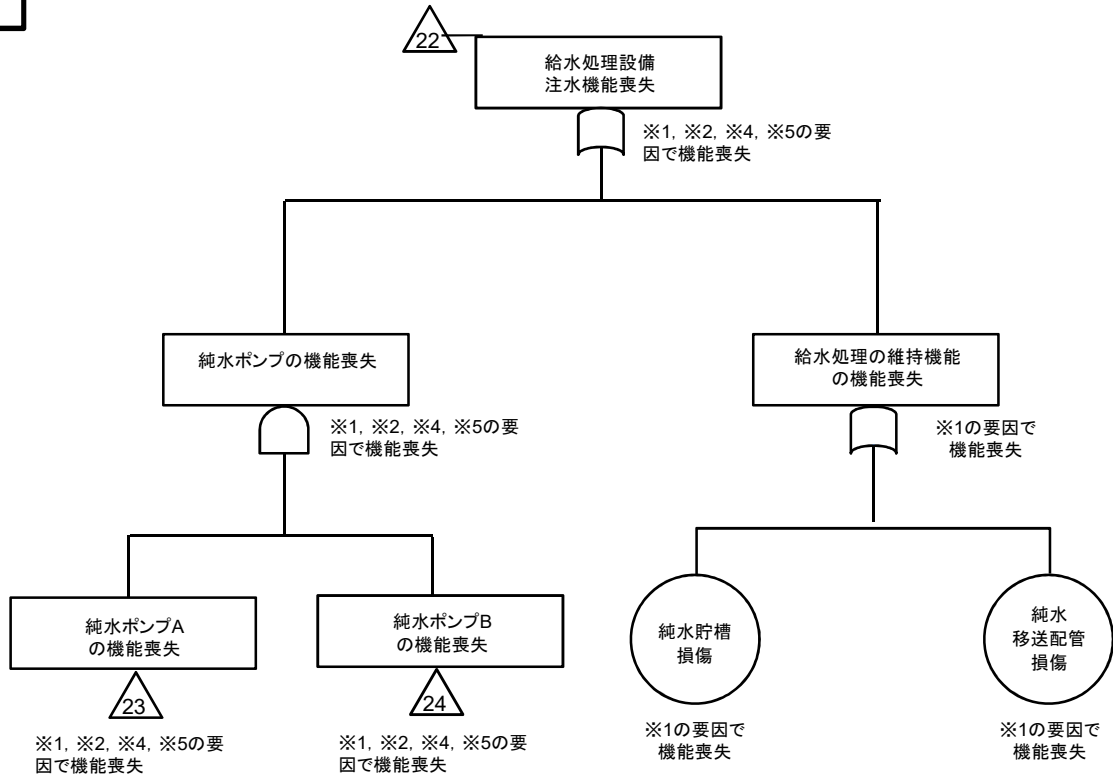 22
給水処理設備
注水機能喪失
※1, ※2, ※4, ※5の要
因で機能喪失
純水ポンプの機能喪失
※1, ※2, ※4, ※5の要
因で機能喪失
給水処理の維持機能
の機能喪失
※1の要因で
機能喪失
純水ポンプA
の機能喪失
23
※1, ※2, ※4, ※5の要
因で機能喪失
純水ポンプB
の機能喪失
24
※1, ※2, ※4, ※5の要
因で機能喪失
純水貯槽
損傷
※1の要因で
機能喪失
純水
移送配管
損傷
※1の要因で
機能喪失